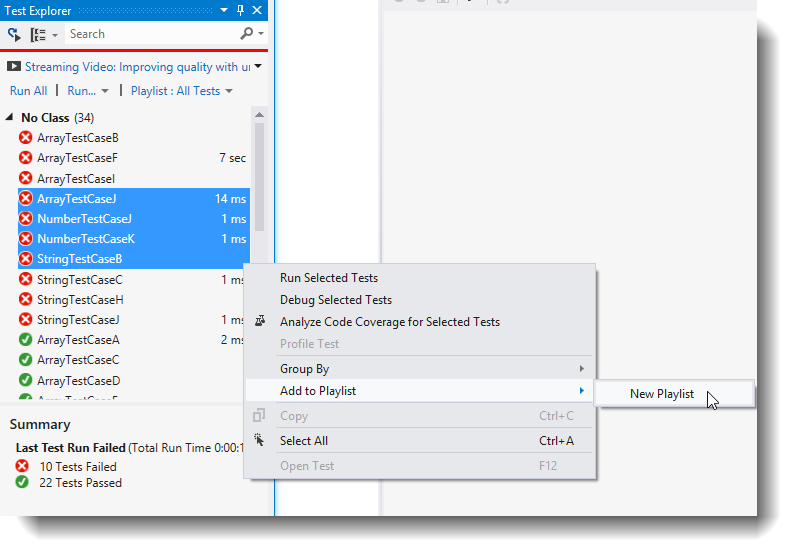 Test Explorer
Search
Streaming Video: Improving quality with ur
Run All | Run... | Playlist : All Tests
No Class (34)
ArrayTestCaseB
ArrayTestCaseF 7 sec
ArrayTestCaseI
ArrayTestCaseJ 14 ms
NumberTestCaseJ 1 ms
NumberTestCaseK 1 ms
StringTestCaseB
StringTestCaseC 1 ms
StringTestCaseH
StringTestCaseJ 1 ms
ArrayTestCaseA 2 ms
ArrayTestCaseC
ArrayTestCaseD
Run Selected Tests
Debug Selected Tests
Analyze Code Coverage for Selected Tests
Profile Test
Group By
Add to Playlist
New Playlist
Copy Ctrl+C
Select All Ctrl+A
Open Test F12
Summary
Last Test Run Failed (Total Run Time 0:00:1
10 Tests Failed
22 Tests Passed